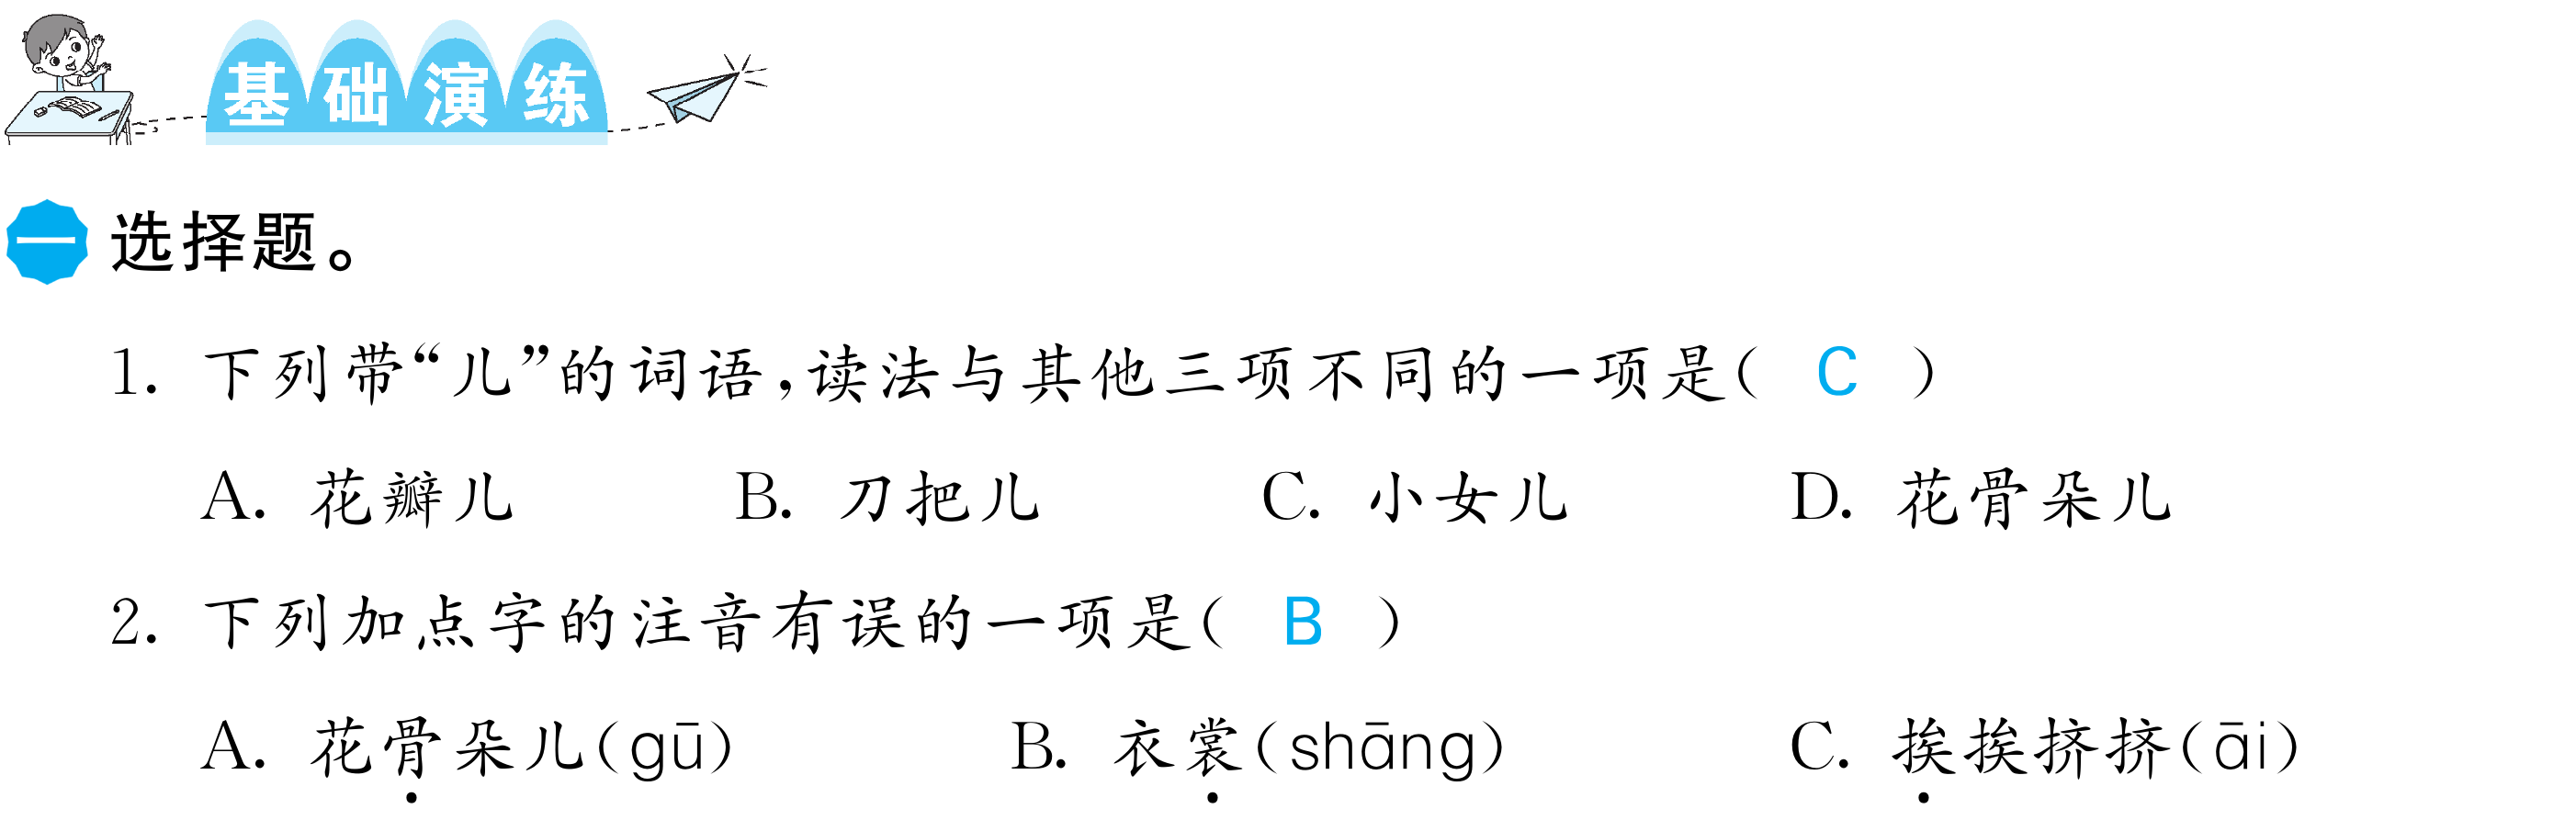 基础演练
一 选择题。
1. 下列带“儿”的词语,读法与其他三项不同的一项是( C )
A. 花瓣儿 B. 刀把儿 C. 小女儿 D. 花骨朵儿
2. 下列加点字的注音有误的一项是( B )
A. 花骨朵儿(gū) B. 衣裳(shāng) C. 挨挨挤挤(āi)